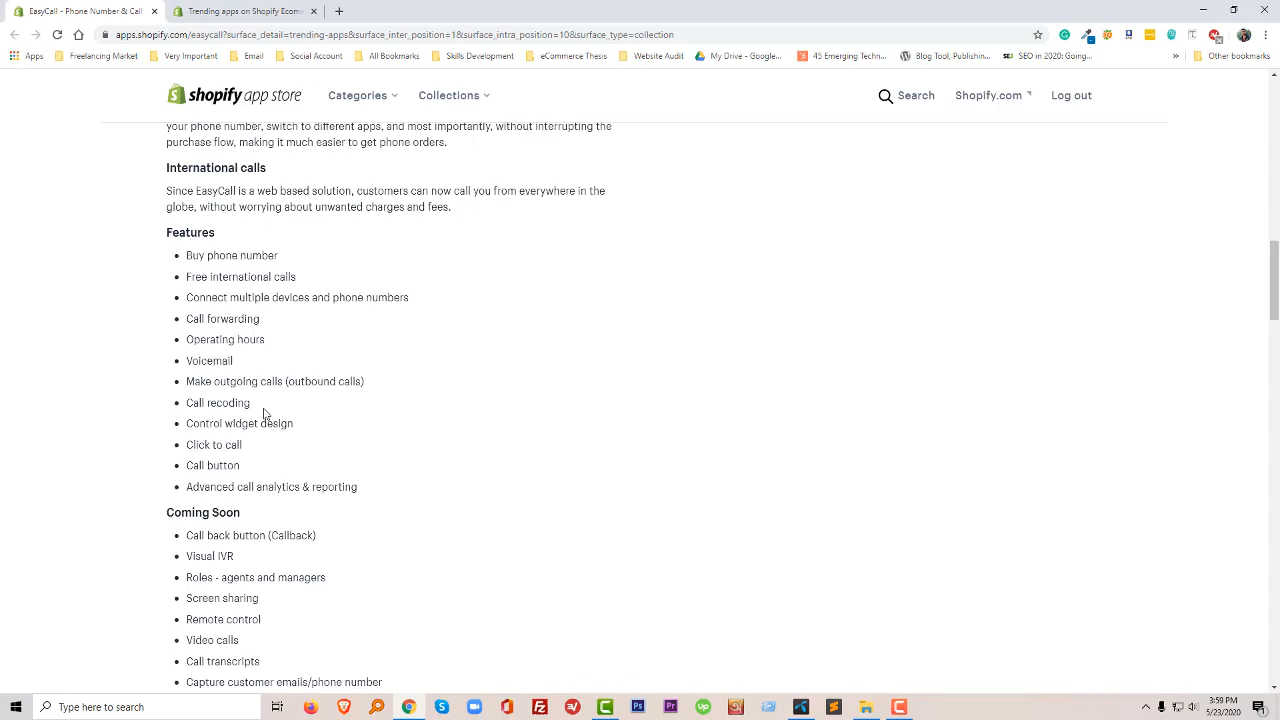 EasyCall - Phone Number & Call
Trending apps on Shopify Ecom
apps.shopify.com/easycall?surface_detail=trending-apps&surface_inter_position=1&surface_intra_position=10&surface_type=collection
Apps
Freelancing Market
Very Important
Email
Social Account
All Bookmarks
Skills Development
eCommerce Thesis
Website Audit
My Drive - Google...
45 Emerging Techn...
Blog Tool, Publishin...
SEO in 2020: Going...
»
Other bookmarks
shopify app store
Categories
Collections
Search
Shopify.com
Log out
your phone number, switch to different apps, and most importantly, without interrupting the
purchase flow, making it much easier to get phone orders.
International calls
Since EasyCall is a web based solution, customers can now call you from everywhere in the
globe, without worrying about unwanted charges and fees.
Features
• Buy phone number
• Free international calls
• Connect multiple devices and phone numbers
• Call forwarding
• Operating hours
• Voicemail
• Make outgoing calls (outbound calls)
• Call recoding
• Control widget design
• Click to call
• Call button
• Advanced call analytics & reporting
Coming Soon
• Call back button (Callback)
• Visual IVR
• Roles - agents and managers
• Screen sharing
• Remote control
• Video calls
• Call transcripts
• Capture customer emails/phone number
Type here to search
3:59 PM
5/23/2020